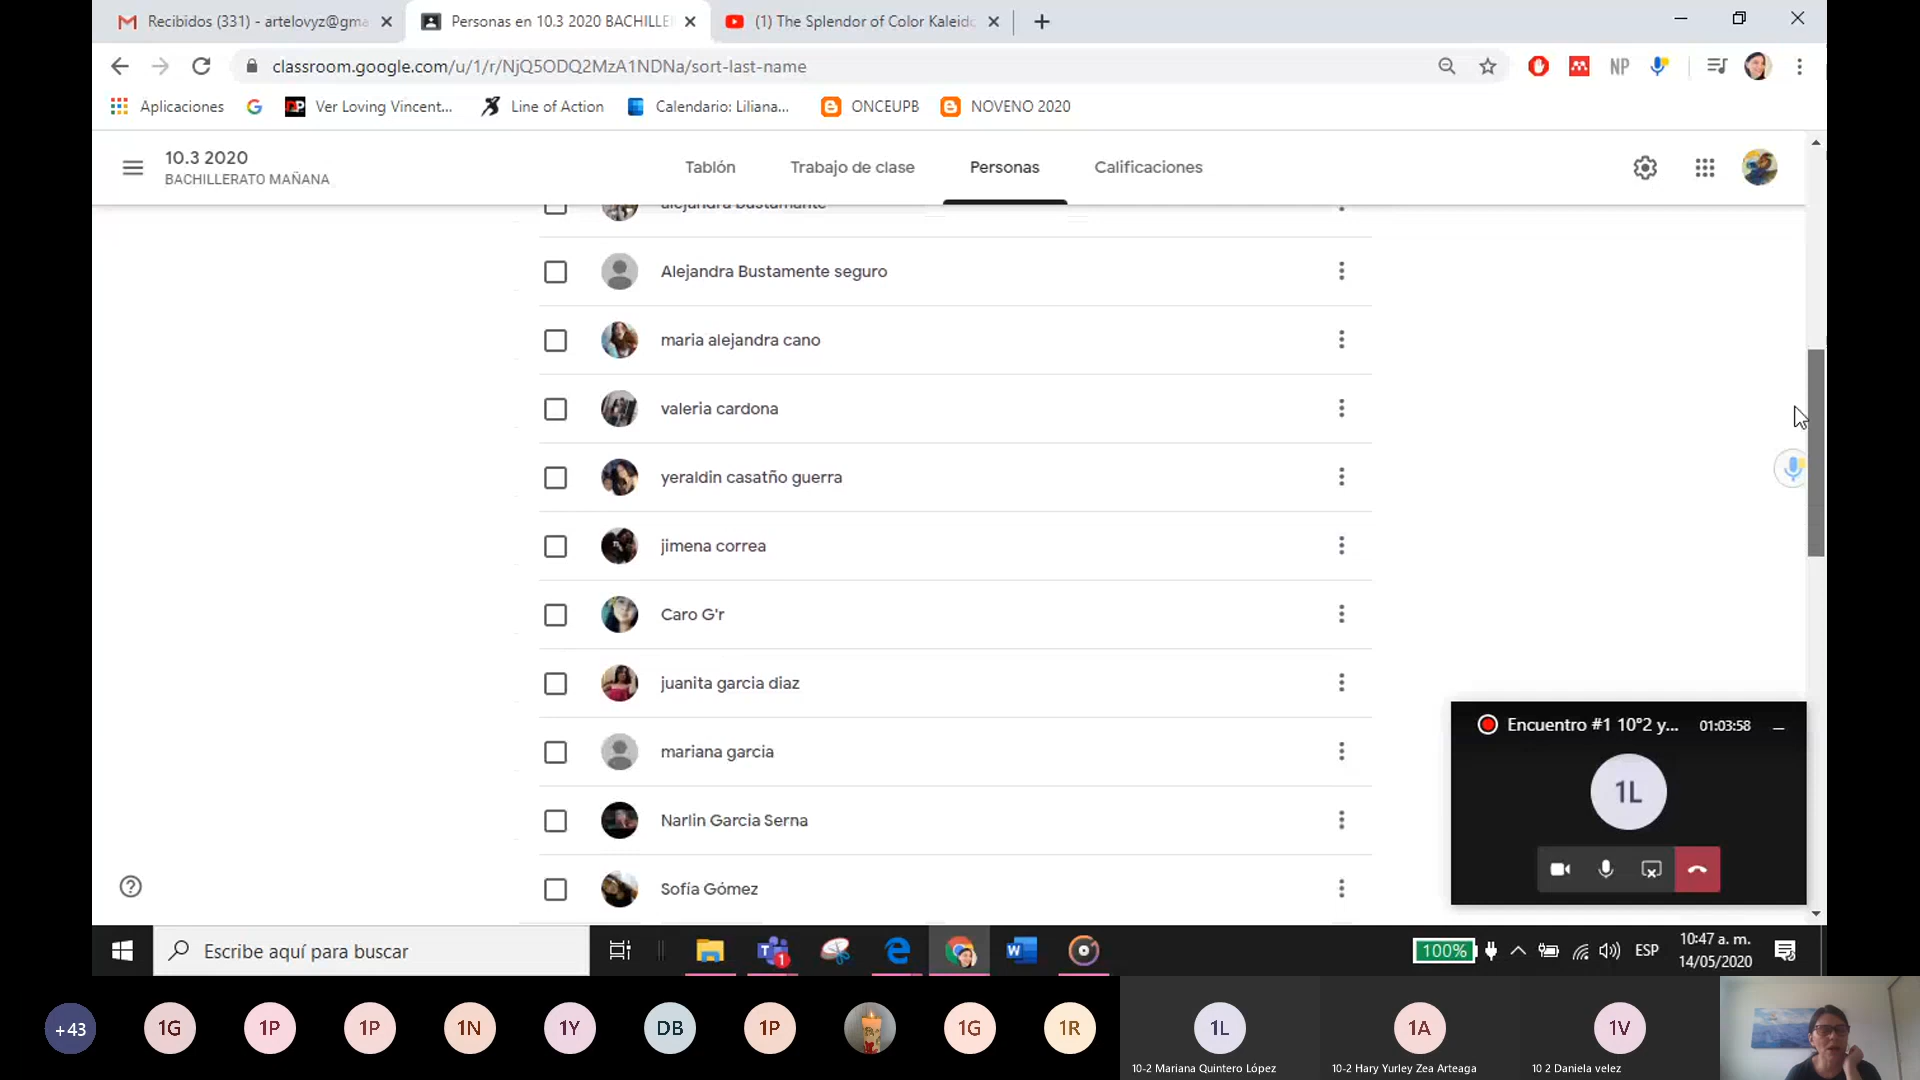 Recibidos (331) - artelovyz@gma
Personas en 10.3 2020 BACHILLE
(1) The Splendor of Color Kaleido
classroom.google.com/u/1/r/NjQ5ODQ2MzA1NDNa/sort-last-name
NP
Aplicaciones
Ver Loving Vincent...
Line of Action
Calendario: Liliana...
ONCEUPB
NOVENO 2020
10.3 2020
BACHILLERATO MAÑANA
Tablón
Trabajo de clase
Personas
Calificaciones
alejandra bustamante
Alejandra Bustamente seguro
maria alejandra cano
valeria cardona
yeraldin casatño guerra
jimena correa
Caro G'r
juanita garcia diaz
mariana garcia
Narlin Garcia Serna
Sofía Gómez
Encuentro #1 10°2 y...
01:03:58
1L
Escribe aquí para buscar
1
100%
ESP
10:47 a. m.
14/05/2020
+43
1G
1P
1P
1N
1Y
DB
1P
1G
1R
1L
10-2 Mariana Quintero López
1A
10-2 Hary Yurley Zea Arteaga
1V
10 2 Daniela velez